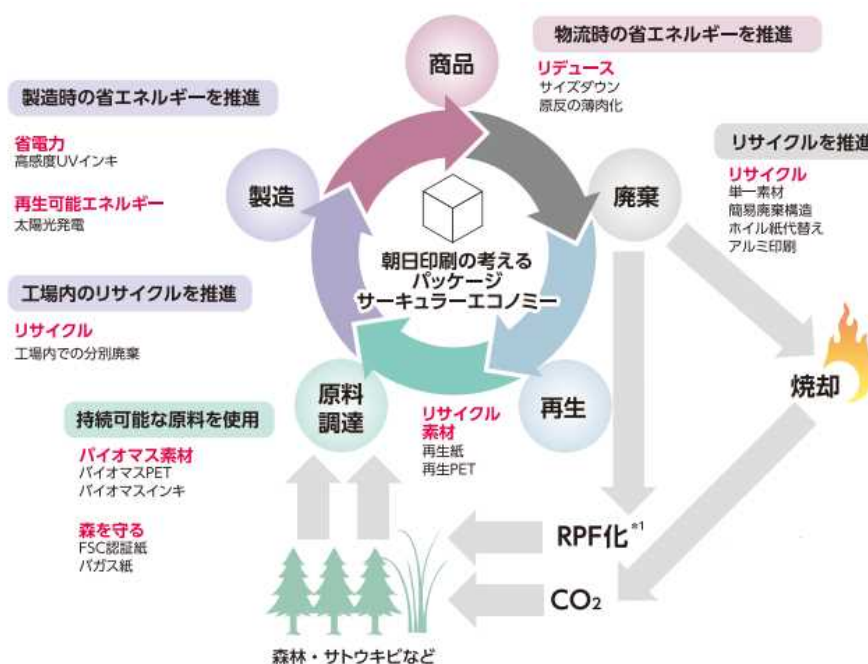 商品
物流時の省エネルギーを推進
リデュース
サイズダウン
原反の薄肉化
製造時の省エネルギーを推進
省電力
高感度UVインキ
再生可能エネルギー
太陽光発電
製造
廃棄
リサイクルを推進
リサイクル
単一素材
簡易廃棄構造
ホイル紙代替え
アルミ印刷
朝日印刷の考える
パッケージ
サーキュラーエコノミー
工場内のリサイクルを推進
リサイクル
工場内での分別廃棄
焼却
原料
調達
リサイクル
素材
再生紙
再生PET
再生
持続可能な原料を使用
バイオマス素材
バイオマスPET
バイオマスインキ
森を守る
FSC認証紙
バガス紙
RPF化*1
CO2
森林・サトウキビなど